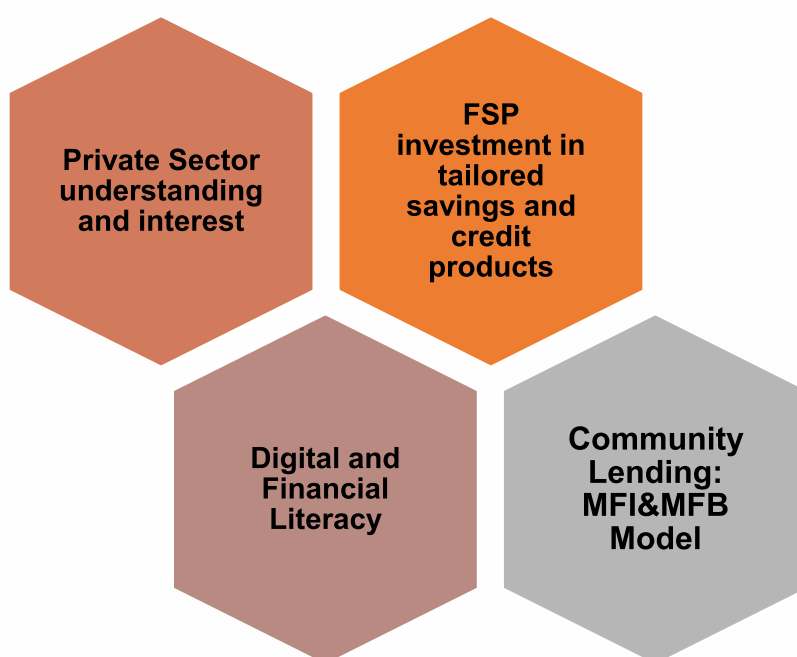 Private Sector
understanding
and interest
FSP
investment in
tailored
savings and
credit
products
Digital and
Financial
Literacy
Community
Lending:
MFI&MFB
Model